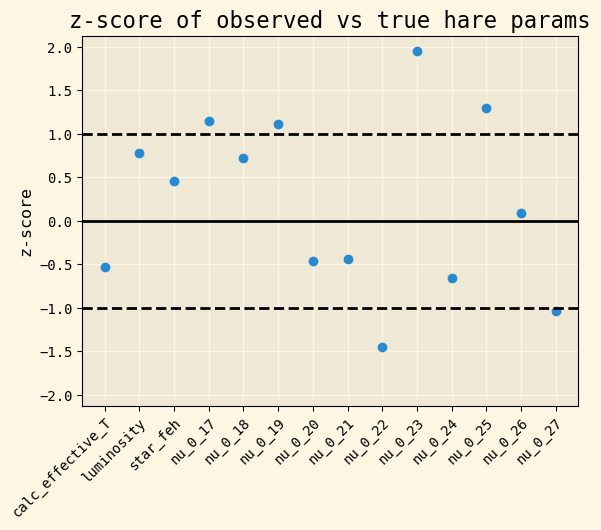 z-score of observed vs true hare params
z-score
2.0
1.5
1.0
0.5
0.0
−0.5
−1.0
−1.5
−2.0
calc_effective_T
luminosity
star_feh
nu_0_17
nu_0_18
nu_0_19
nu_0_20
nu_0_21
nu_0_22
nu_0_23
nu_0_24
nu_0_25
nu_0_26
nu_0_27